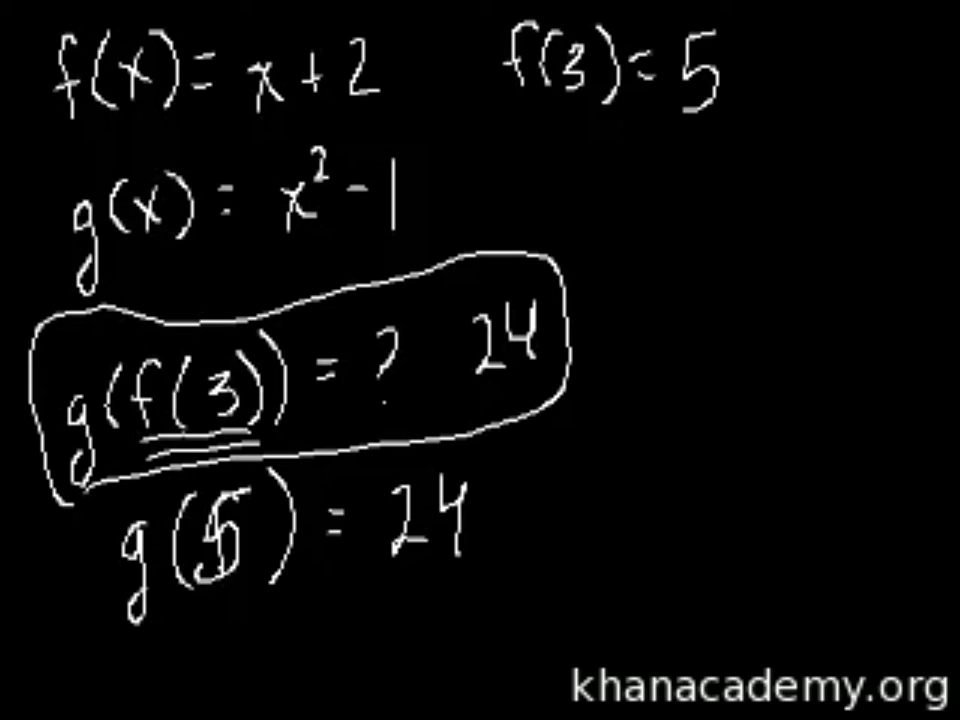 f(x) = x + 2 f(3) = 5
g(x) = x² - 1
g(f(3)) = ? 24
g(5) = 24
khanacademy.org